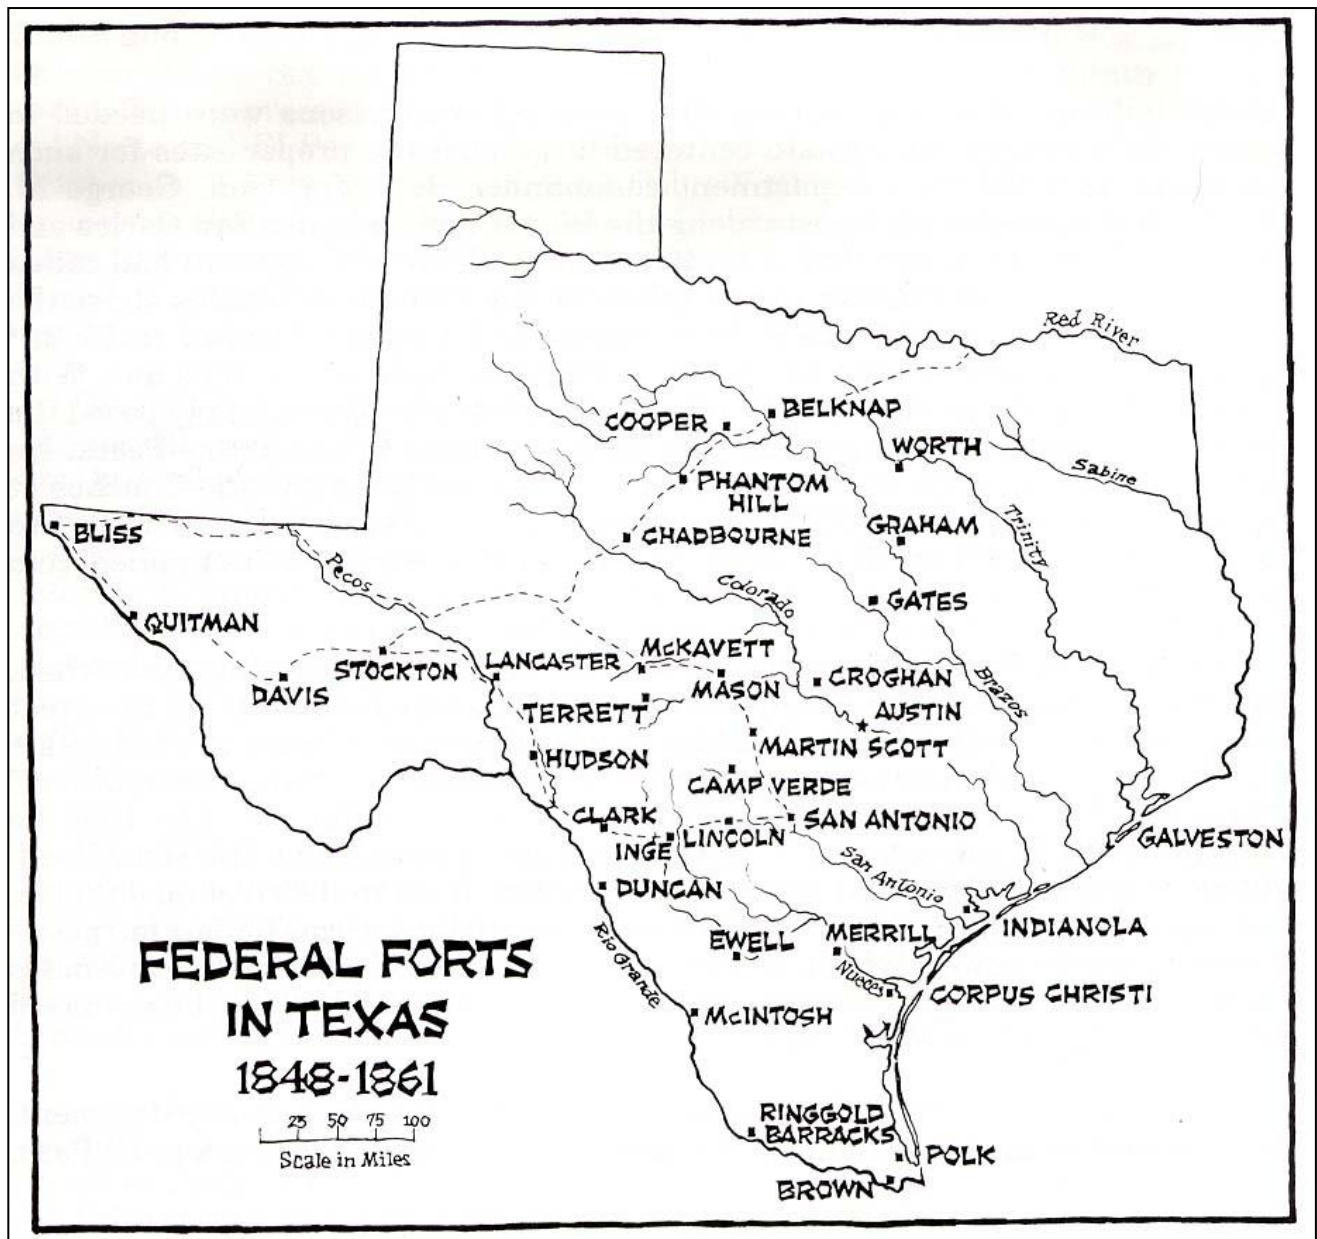 Red River
COOPER
BELKNAP
WORTH
Sabine
PHANTOM
HILL
Trinity
GRAHAM
BLISS
CHADBOURNE
Pecos
Colorado
GATES
QUITMAN
McKAVETT
STOCKTON
LANCASTER
CROGHAN
Brazos
DAVIS
MASON
TERRETT
AUSTIN
MARTIN SCOTT
HUDSON
CAMP VERDE
CLARK
SAN ANTONIO
INGE
LINCOLN
GALVESTON
San Antonio
DUNCAN
EWELL
MERRILL
INDIANOLA
Rio Grande
Nueces
CORPUS CHRISTI
McINTOSH
FEDERAL FORTS
IN TEXAS
1848-1861
25 50 75 100
Scale in Miles
RINGGOLD
BARRACKS
POLK
BROWN